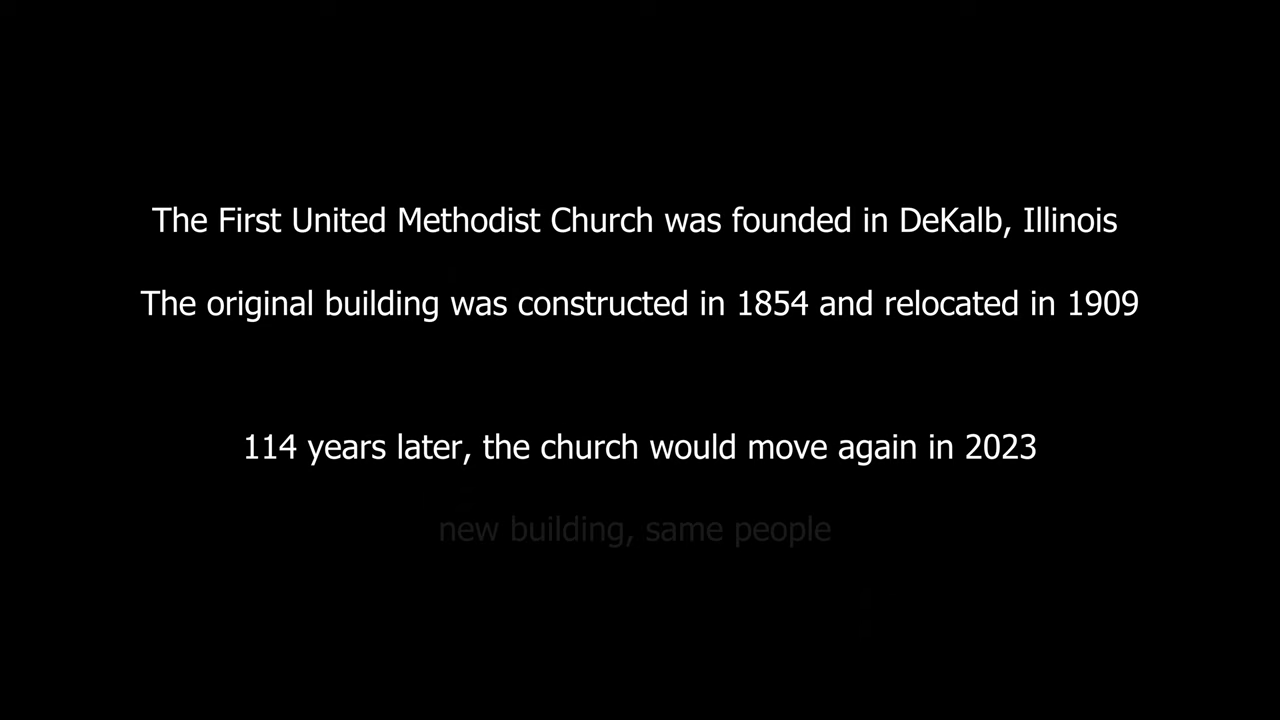 The First United Methodist Church was founded in DeKalb, Illinois
The original building was constructed in 1854 and relocated in 1909
114 years later, the church would move again in 2023
new building, same people